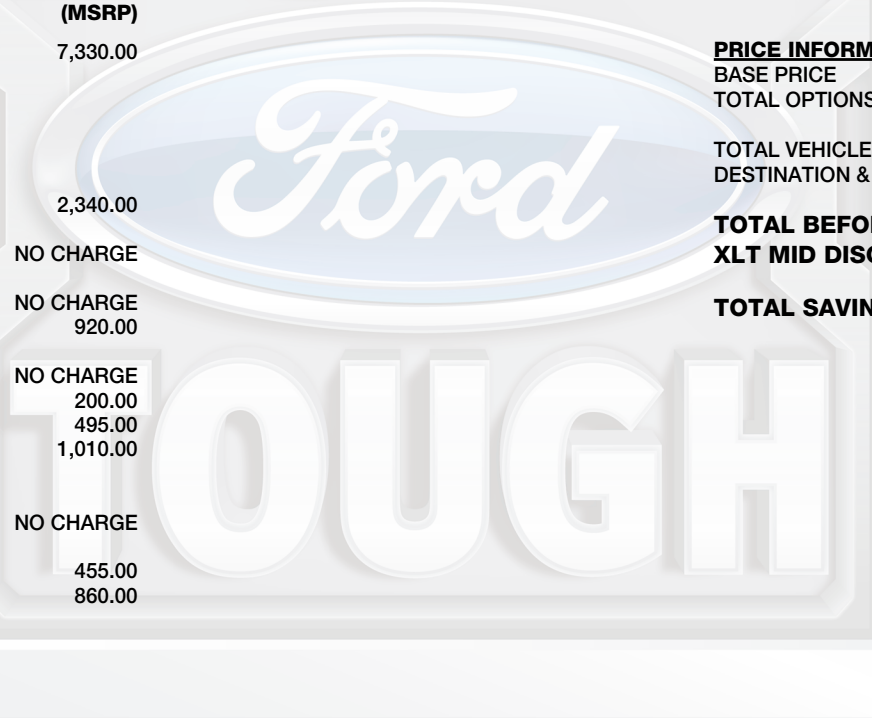 (MSRP)
7,330.00
2,340.00
NO CHARGE
NO CHARGE
920.00
NO CHARGE
200.00
495.00
1,010.00
NO CHARGE
455.00
860.00
PRICE INFORM
BASE PRICE
TOTAL OPTIONS
TOTAL VEHICLE
DESTINATION &
TOTAL BEFO
XLT MID DISC
TOTAL SAVIN
Ford
TOUGH